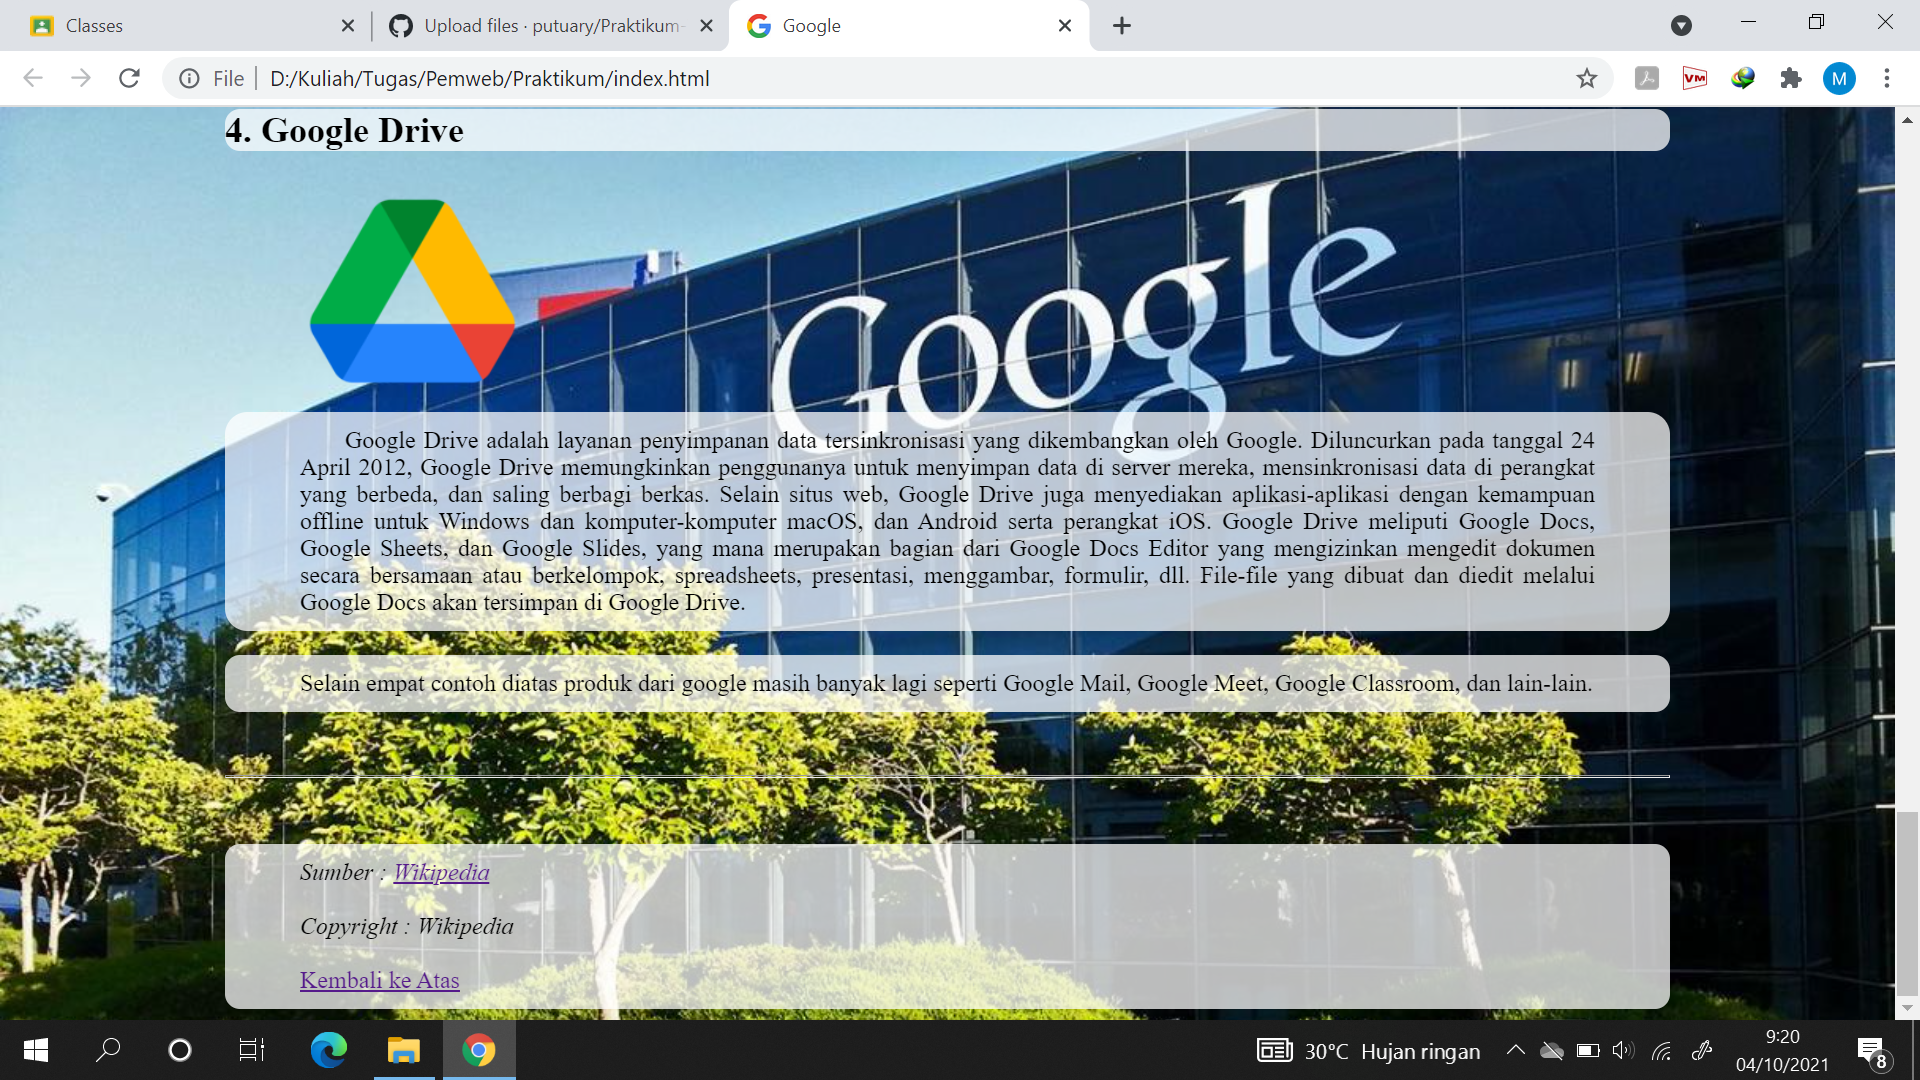 Classes
Upload files · putuary/Praktikum-
Google
File
D:/Kuliah/Tugas/Pemweb/Praktikum/index.html
VM
M
4. Google Drive
Google
Google Drive adalah layanan penyimpanan data tersinkronisasi yang dikembangkan oleh Google. Diluncurkan pada tanggal 24
April 2012, Google Drive memungkinkan penggunanya untuk menyimpan data di server mereka, mensinkronisasi data di perangkat
yang berbeda, dan saling berbagi berkas. Selain situs web, Google Drive juga menyediakan aplikasi-aplikasi dengan kemampuan
offline untuk Windows dan komputer-komputer macOS, dan Android serta perangkat iOS. Google Drive meliputi Google Docs,
Google Sheets, dan Google Slides, yang mana merupakan bagian dari Google Docs Editor yang mengizinkan mengedit dokumen
secara bersamaan atau berkelompok, spreadsheets, presentasi, menggambar, formulir, dll. File-file yang dibuat dan diedit melalui
Google Docs akan tersimpan di Google Drive.
Selain empat contoh diatas produk dari google masih banyak lagi seperti Google Mail, Google Meet, Google Classroom, dan lain-lain.
Sumber : Wikipedia
Copyright : Wikipedia
Kembali ke Atas
30°C Hujan ringan
9:20
04/10/2021
8